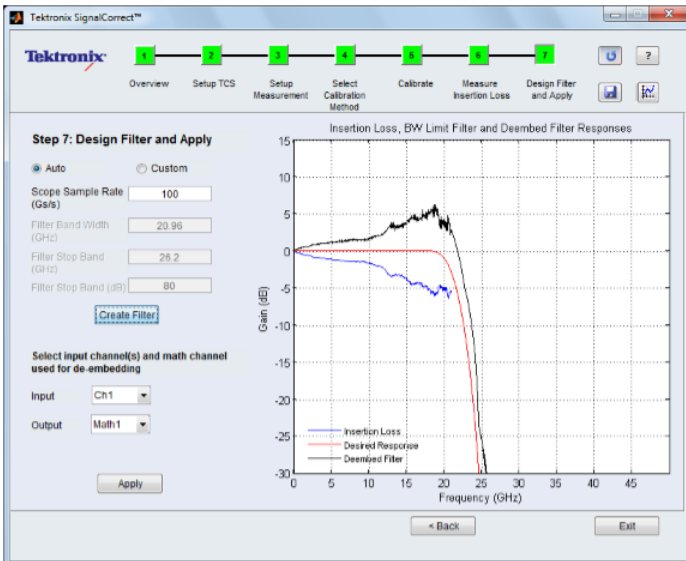 Tektronix SignalCorrect™
Tektronix
1
2
3
4
5
6
7
?
Overview
Setup TCS
Setup
Measurement
Select
Calibration
Method
Calibrate
Measure
Insertion Loss
Design Filter
and Apply
Step 7: Design Filter and Apply
Auto
Custom
Scope Sample Rate
(Gs/s)
100
Filter Band Width
(GHz)
20.96
Filter Stop Band
(GHz)
26.2
Filter Stop Band (dB)
80
Create Filter
Select input channel(s) and math channel
used for de-embedding
Input
Ch1
Output
Math1
Apply
Insertion Loss, BW Limit Filter and Deembed Filter Responses
Gain (dB)
15
10
5
0
-5
-10
-15
-20
-25
-30
Insertion Loss
Desired Response
Deembed Filter
0
5
10
15
20
25
30
35
40
45
Frequency (GHz)
< Back
Exit